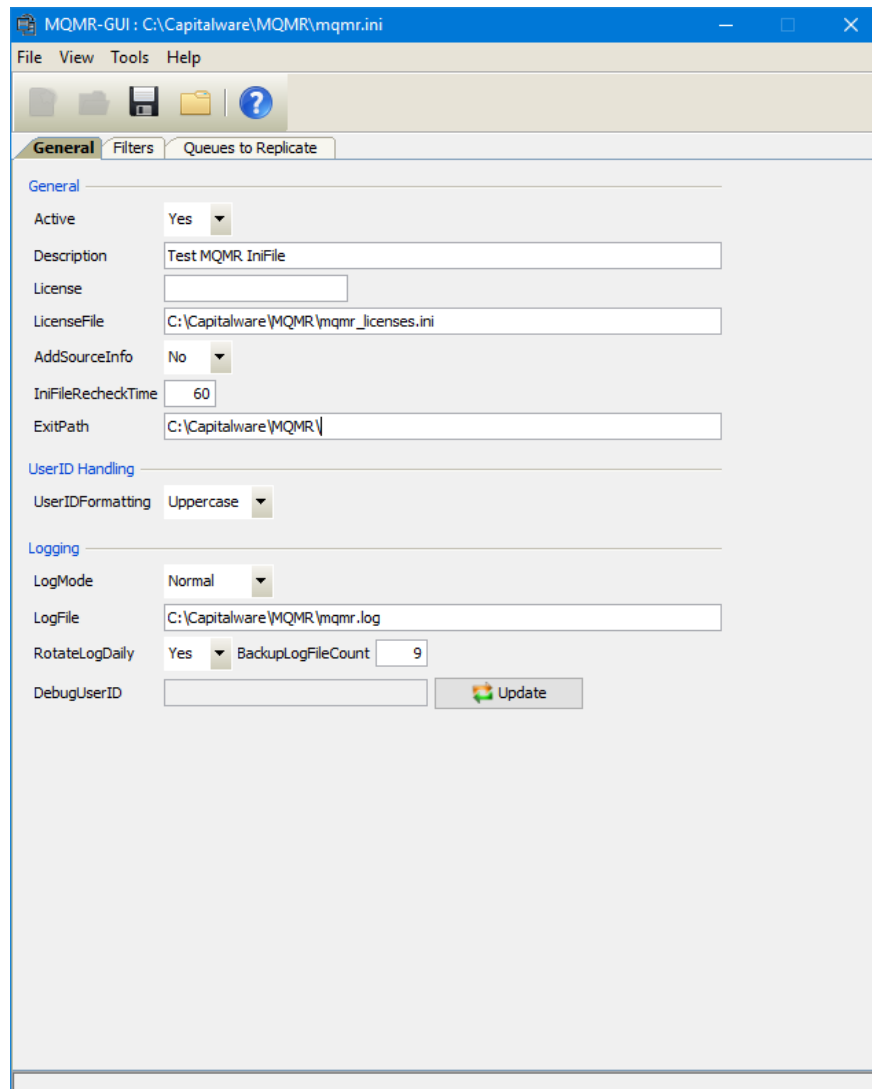 MQMR-GUI : C:\Capitalware\MQMR\mqmr.ini
File View Tools Help
General Filters Queues to Replicate
General
Active Yes
Description Test MQMR IniFile
License
LicenseFile C:\Capitalware\MQMR\mqmr_licenses.ini
AddSourceInfo No
IniFileRecheckTime 60
ExitPath C:\Capitalware\MQMR\
UserID Handling
UserIDFormatting Uppercase
Logging
LogMode Normal
LogFile C:\Capitalware\MQMR\mqmr.log
RotateLogDaily Yes BackupLogFileCount 9
DebugUserID Update